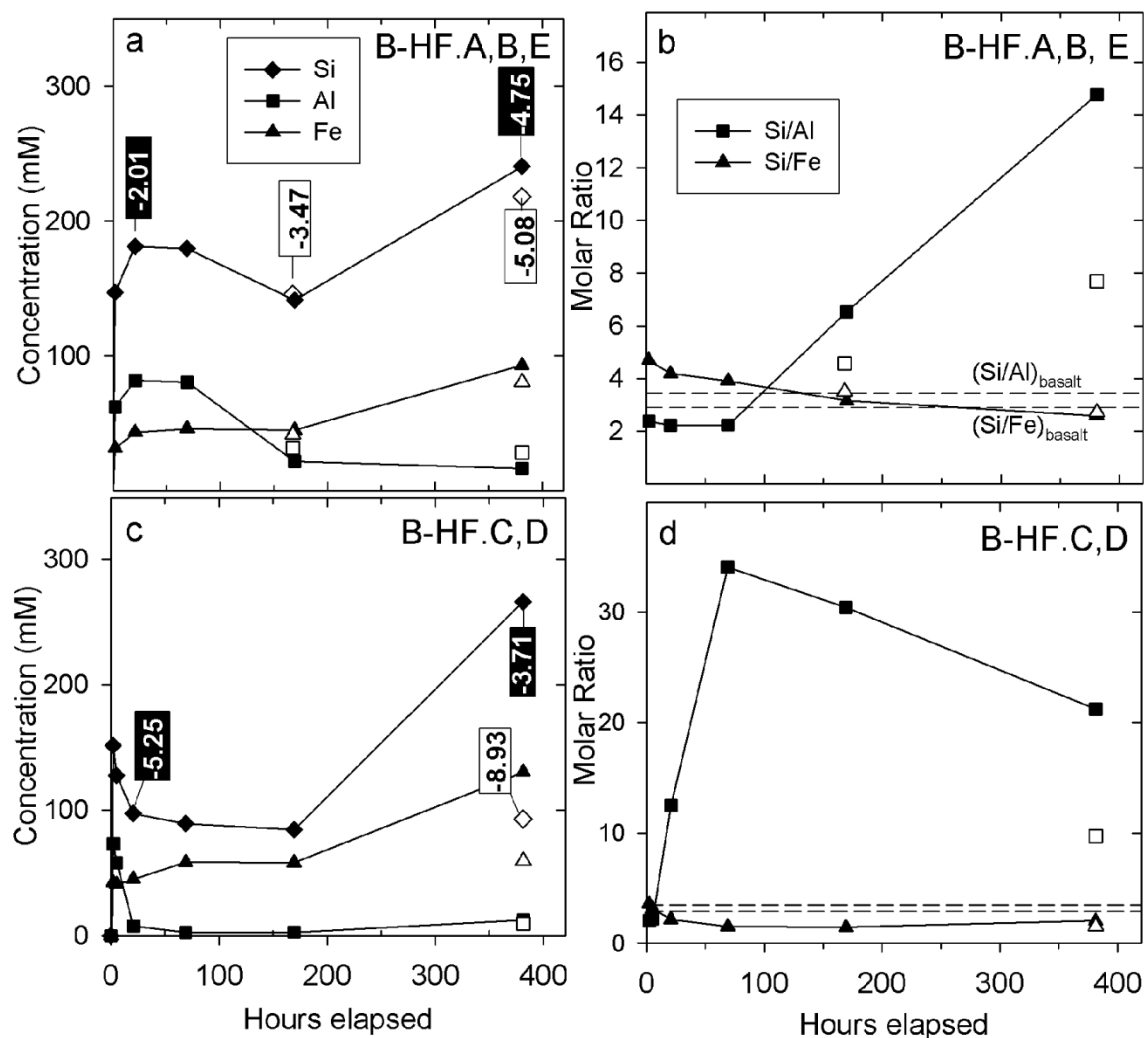 a
B-HF.A,B,E
Si
Al
Fe
-2.01
-3.47
-4.75
-5.08
300
200
100
Concentration (mM)
b
B-HF.A,B, E
Si/Al
Si/Fe
16
14
12
10
8
6
4
2
Molar Ratio
(Si/Al)basalt
(Si/Fe)basalt
c
B-HF.C,D
-5.25
-3.71
-8.93
300
200
100
0
Concentration (mM)
0
100
200
300
400
Hours elapsed
d
B-HF.C,D
30
20
10
0
Molar Ratio
0
100
200
300
400
Hours elapsed